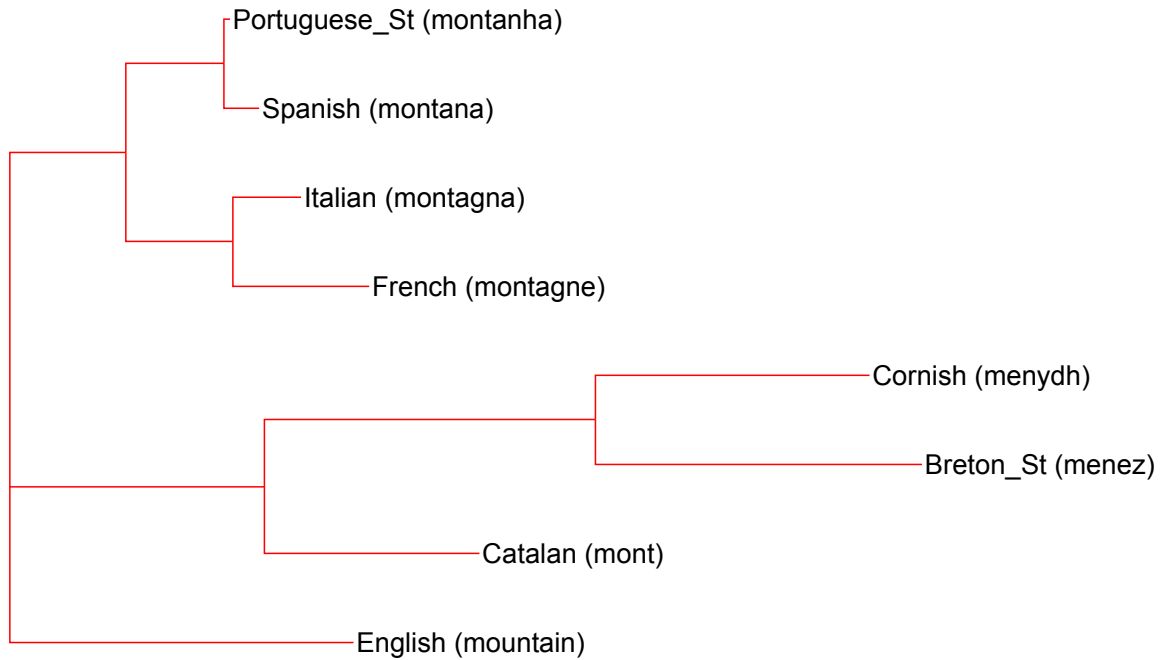 Portuguese_St (montanha)
Spanish (montana)
Italian (montagna)
French (montagne)
Cornish (menydh)
Breton_St (menez)
Catalan (mont)
English (mountain)